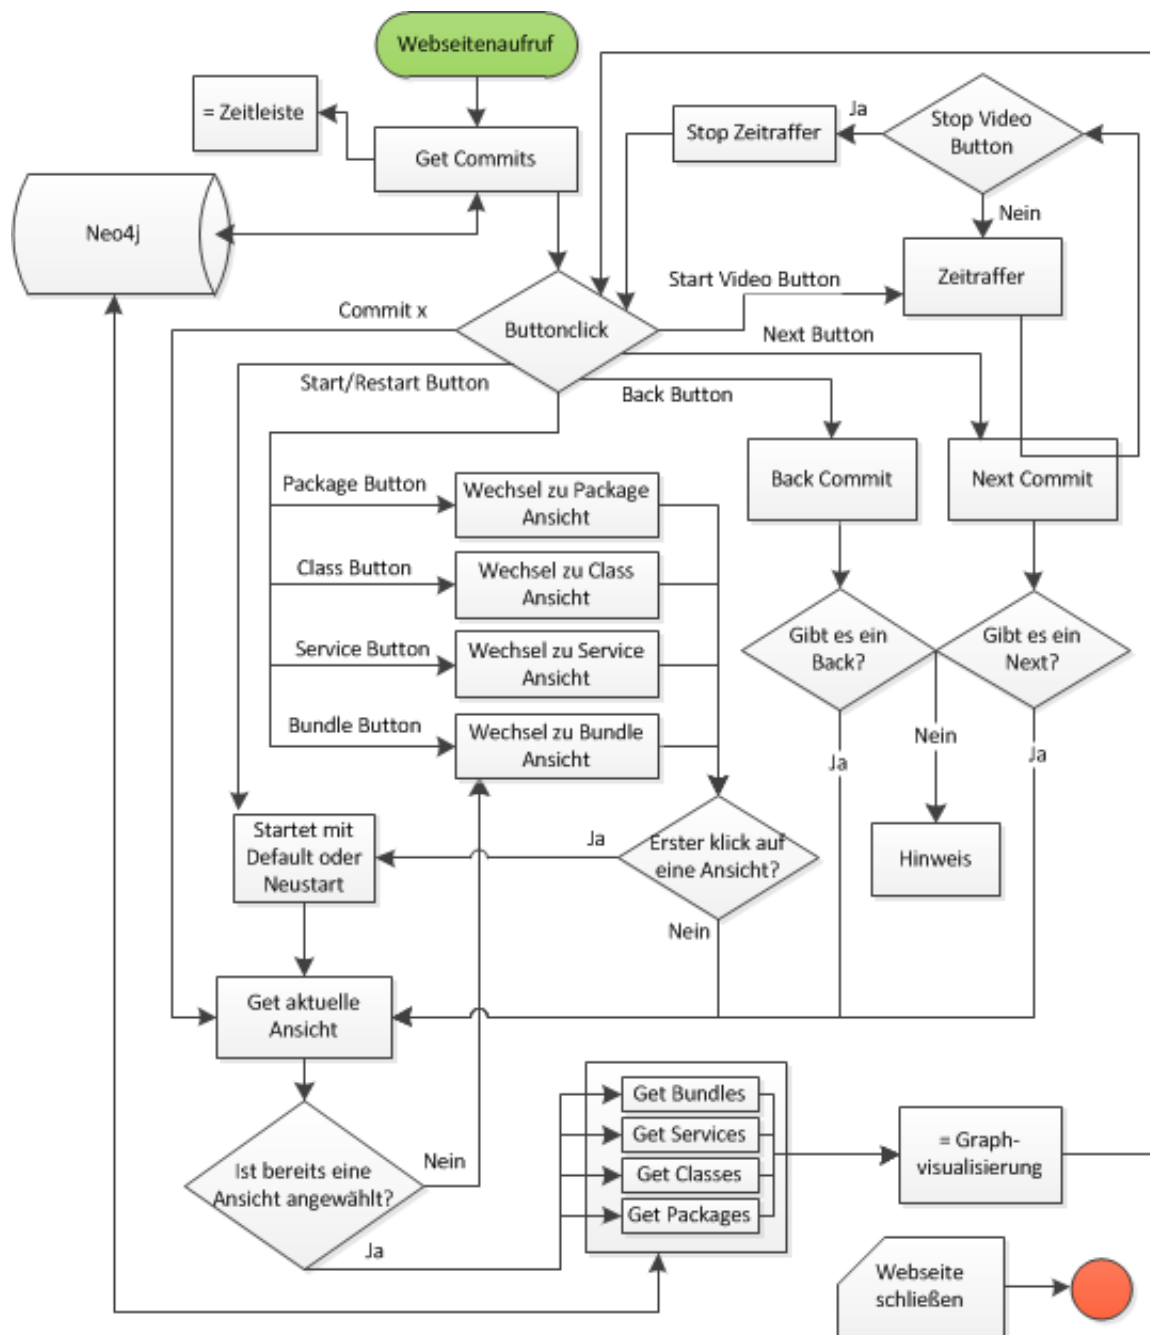 Webseitenaufruf
= Zeitleiste
Get Commits
Stop Zeitraffer
Ja
Stop Video
Button
Nein
Neo4j
Zeitraffer
Start Video Button
Commit x
Buttonclick
Next Button
Start/Restart Button
Back Button
Package Button
Wechsel zu Package
Ansicht
Back Commit
Next Commit
Class Button
Wechsel zu Class
Ansicht
Service Button
Wechsel zu Service
Ansicht
Gibt es ein
Back?
Gibt es ein
Next?
Bundle Button
Wechsel zu Bundle
Ansicht
Nein
Ja
Ja
Startet mit
Default oder
Neustart
Ja
Erster klick auf
eine Ansicht?
Hinweis
Nein
Get aktuelle
Ansicht
Get Bundles
Get Services
Get Classes
Get Packages
= Graph-
visualisierung
Nein
Ist bereits eine
Ansicht angewählt?
Ja
Webseite
schließen